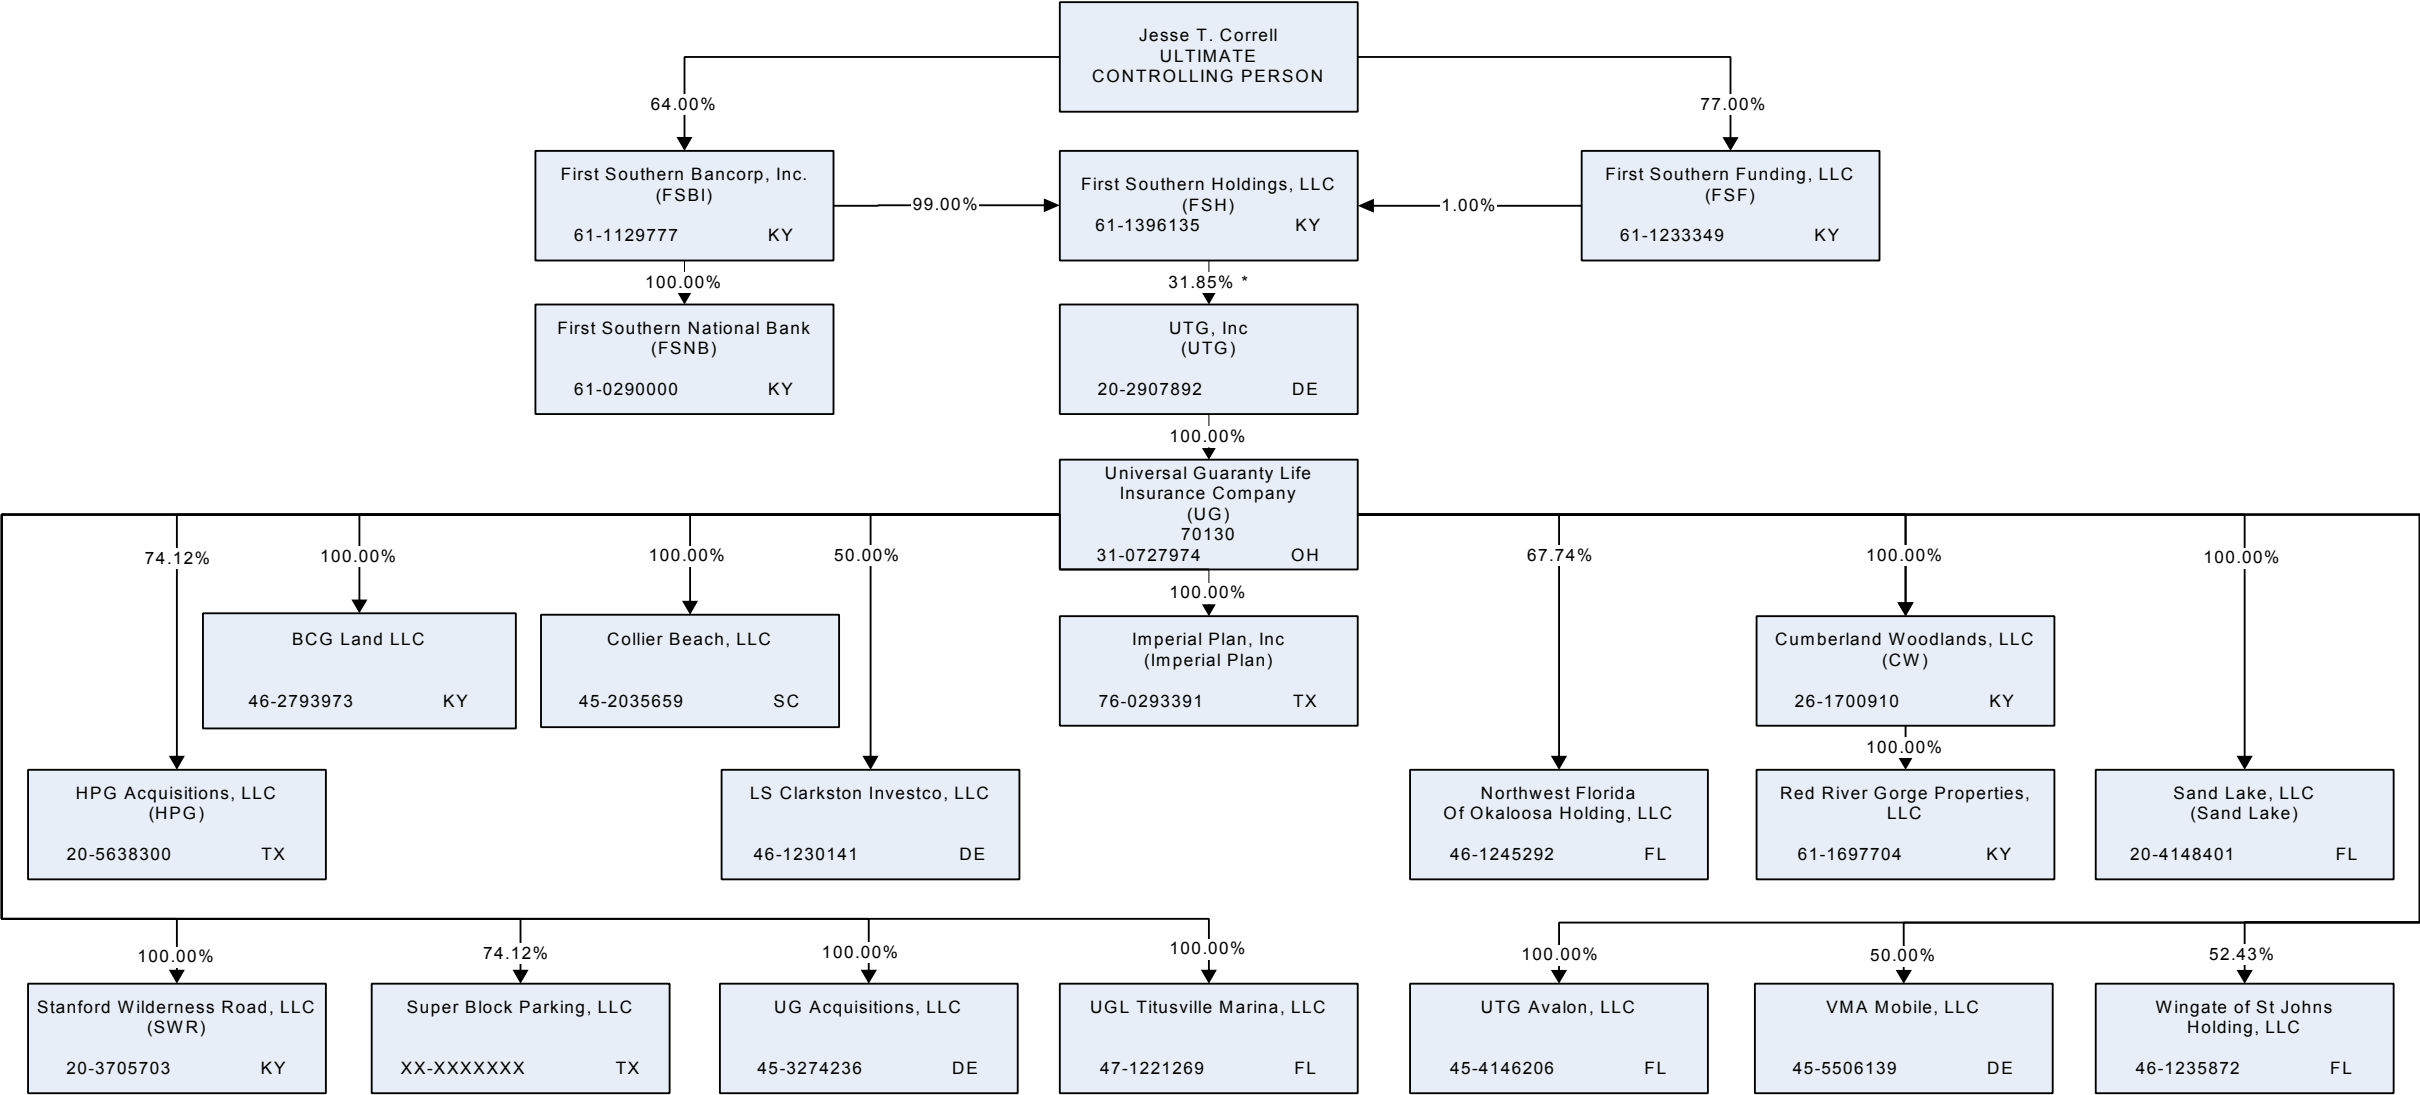 Jesse T. Correll
ULTIMATE
CONTROLLING PERSON
64.00%
77.00%
First Southern Bancorp, Inc.
(FSBI)
61-1129777 KY
99.00%
First Southern Holdings, LLC
(FSH)
61-1396135 KY
1.00%
First Southern Funding, LLC
(FSF)
61-1233349 KY
100.00%
31.85% *
First Southern National Bank
(FSNB)
61-0290000 KY
UTG, Inc
(UTG)
20-2907892 DE
100.00%
Universal Guaranty Life
Insurance Company
(UG)
70130
31-0727974 OH
74.12%
100.00%
100.00%
50.00%
67.74%
100.00%
100.00%
100.00%
BCG Land LLC
46-2793973 KY
Collier Beach, LLC
45-2035659 SC
Imperial Plan, Inc
(Imperial Plan)
76-0293391 TX
Cumberland Woodlands, LLC
(CW)
26-1700910 KY
100.00%
HPG Acquisitions, LLC
(HPG)
20-5638300 TX
LS Clarkston Investco, LLC
46-1230141 DE
Northwest Florida
Of Okaloosa Holding, LLC
46-1245292 FL
Red River Gorge Properties,
LLC
61-1697704 KY
Sand Lake, LLC
(Sand Lake)
20-4148401 FL
100.00%
74.12%
100.00%
100.00%
100.00%
50.00%
52.43%
Stanford Wilderness Road, LLC
(SWR)
20-3705703 KY
Super Block Parking, LLC
XX-XXXXXXX TX
UG Acquisitions, LLC
45-3274236 DE
UGL Titusville Marina, LLC
47-1221269 FL
UTG Avalon, LLC
45-4146206 FL
VMA Mobile, LLC
45-5506139 DE
Wingate of St Johns
Holding, LLC
46-1235872 FL